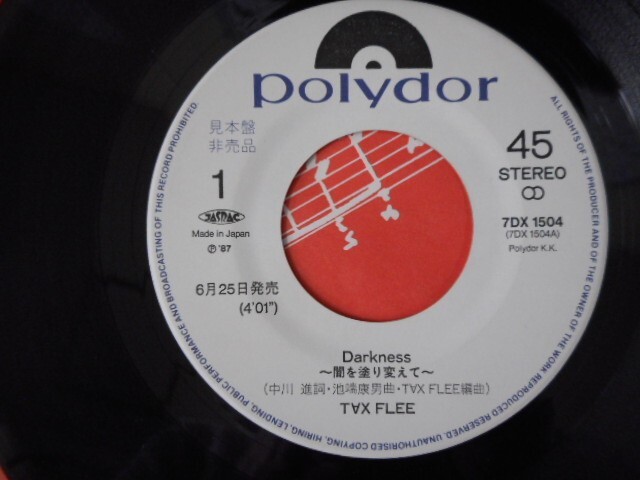 polydor
見本盤
非売品
1
JASRAC
Made in Japan
Ⓟ '87
6月25日発売
(4'01")
45
STEREO
7DX 1504
(7DX 1504A)
Polydor K.K.
Darkness
〜闇を塗り変えて〜
(中川 進詞・池端康男曲・T∀X FLEE編曲)
T∀X FLEE
ALL RIGHTS OF THE PRODUCER AND OF THE OWNER OF THE WORK REPRODUCED RESERVED. UNAUTHORISED COPYING, HIRING, LENDING, PUBLIC PERFORMANCE AND BROADCASTING OF THIS RECORD PROHIBITED.